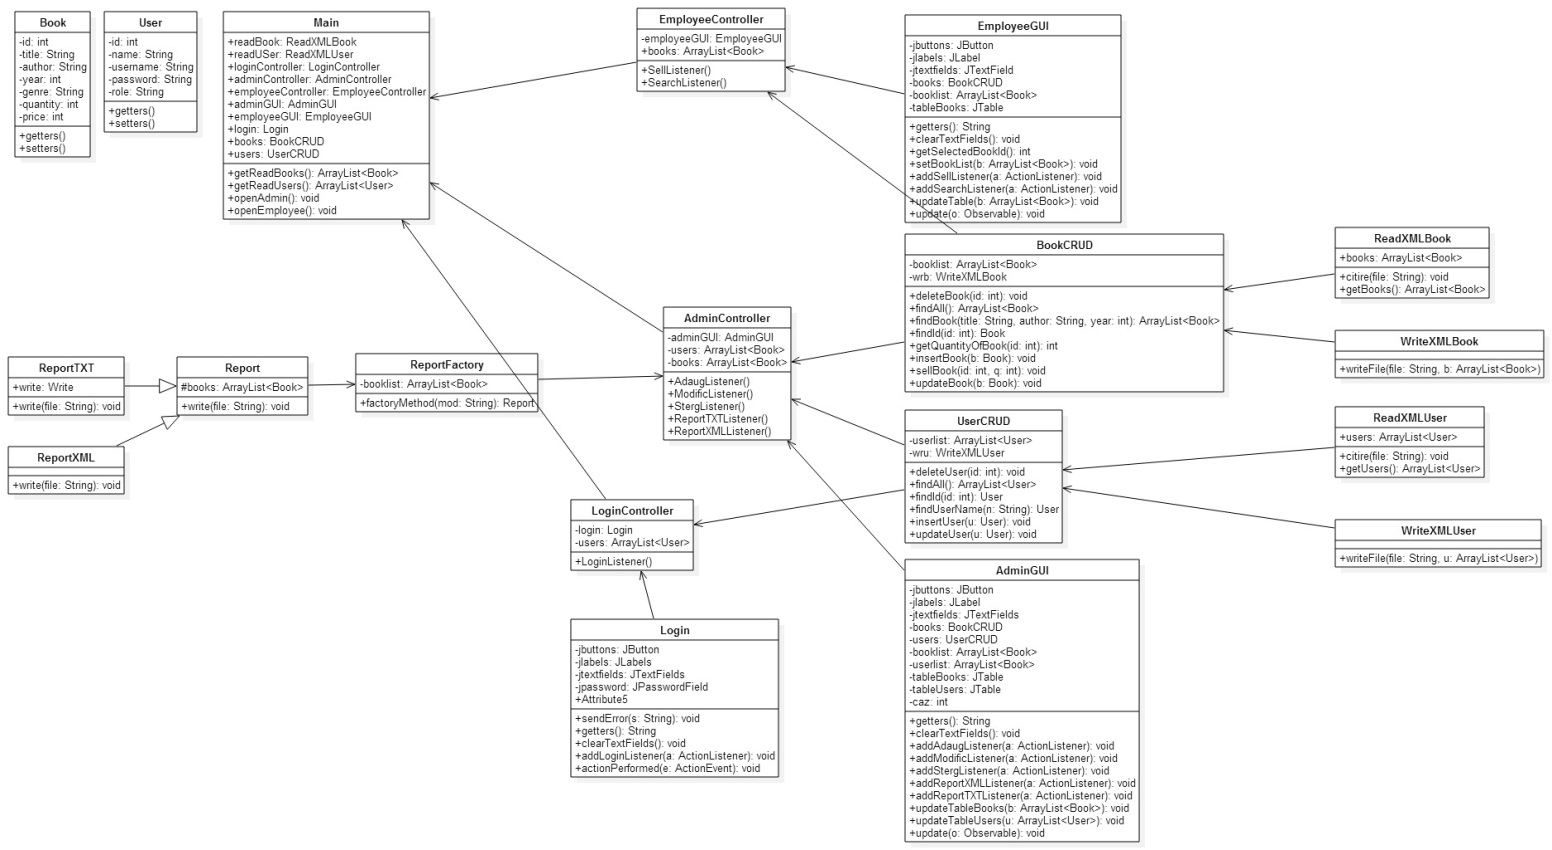 Book
-id: int
-title: String
-author: String
-year: int
-genre: String
-quantity: int
-price: int
+getters()
+setters()
User
-id: int
-name: String
-username: String
-password: String
-role: String
+getters()
+setters()
Main
+readBook: ReadXMLBook
+readUSer: ReadXMLUser
+loginController: LoginController
+adminController: AdminController
+employeeController: EmployeeController
+adminGUI: AdminGUI
+employeeGUI: EmployeeGUI
+login: Login
+books: BookCRUD
+users: UserCRUD
+getReadBooks(): ArrayList<Book>
+getReadUsers(): ArrayList<User>
+openAdmin(): void
+openEmployee(): void
EmployeeController
-employeeGUI: EmployeeGUI
+books: ArrayList<Book>
+SellListener()
+SearchListener()
EmployeeGUI
-jbuttons: JButton
-jlabels: JLabel
-jtextfields: JTextField
-books: BookCRUD
-booklist: ArrayList<Book>
-tableBooks: JTable
+getters(): String
+clearTextFields(): void
+getSelectedBookId(): int
+setBookList(b: ArrayList<Book>): void
+addSellListener(a: ActionListener): void
+addSearchListener(a: ActionListener): void
+updateTable(b: ArrayList<Book>): void
+update(o: Observable): void
BookCRUD
-booklist: ArrayList<Book>
-wrb: WriteXMLBook
+deleteBook(id: int): void
+findAll(): ArrayList<Book>
+findBook(title: String, author: String, year: int): ArrayList<Book>
+findId(id: int): Book
+getQuantityOfBook(id: int): int
+insertBook(b: Book): void
+sellBook(id: int, q: int): void
+updateBook(b: Book): void
ReadXMLBook
+books: ArrayList<Book>
+citire(file: String): void
+getBooks(): ArrayList<Book>
WriteXMLBook
+writeFile(file: String, b: ArrayList<Book>)
AdminController
-adminGUI: AdminGUI
-users: ArrayList<Book>
-books: ArrayList<Book>
+AdaugListener()
+ModificListener()
+StergListener()
+ReportTXTListener()
+ReportXMLListener()
ReportTXT
+write: Write
+write(file: String): void
Report
#books: ArrayList<Book>
+write(file: String): void
ReportFactory
-booklist: ArrayList<Book>
+factoryMethod(mod: String): Report
ReportXML
+write(file: String): void
UserCRUD
-userlist: ArrayList<User>
-wru: WriteXMLUser
+deleteUser(id: int): void
+findAll(): ArrayList<User>
+findId(id: int): User
+findUserName(n: String): User
+insertUser(u: User): void
+updateUser(u: User): void
ReadXMLUser
+users: ArrayList<User>
+citire(file: String): void
+getUsers(): ArrayList<User>
WriteXMLUser
+writeFile(file: String, u: ArrayList<User>)
LoginController
-login: Login
-users: ArrayList<User>
+LoginListener()
Login
-jbuttons: JButton
-jlabels: JLabels
-jtextfields: JTextFields
-jpassword: JPasswordField
+Attribute5
+sendError(s: String): void
+getters(): String
+clearTextFields(): void
+addLoginListener(a: ActionListener): void
+actionPerformed(e: ActionEvent): void
AdminGUI
-jbuttons: JButton
-jlabels: JLabel
-jtextfields: JTextFields
-books: BookCRUD
-users: UserCRUD
-booklist: ArrayList<Book>
-userlist: ArrayList<Book>
-tableBooks: JTable
-tableUsers: JTable
-caz: int
+getters(): String
+clearTextFields(): void
+addAdaugListener(a: ActionListener): void
+addModificListener(a: ActionListener): void
+addStergListener(a: ActionListener): void
+addReportXMLListener(a: ActionListener): void
+addReportTXTListener(a: ActionListener): void
+updateTableBooks(b: ArrayList<Book>): void
+updateTableUsers(u: ArrayList<User>): void
+update(o: Observable): void